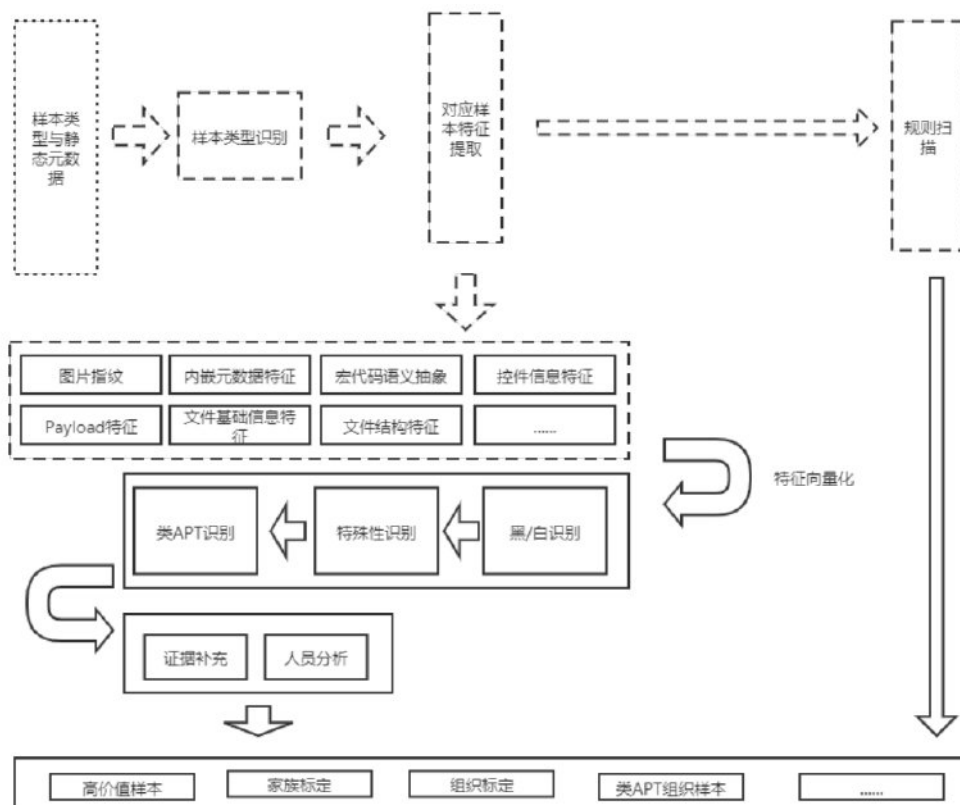 样本类
型与静
态元数
据
样本类型识别
对应样
本特征
提取
规则扫
描
图片指纹
内嵌元数据特征
宏代码语义抽象
控件信息特征
Payload特征
文件基础信息特
征
文件结构特征
......
特征向量化
类APT识别
特殊性识别
黑/白识别
证据补充
人员分析
高价值样本
家族标定
组织标定
类APT组织样本
......